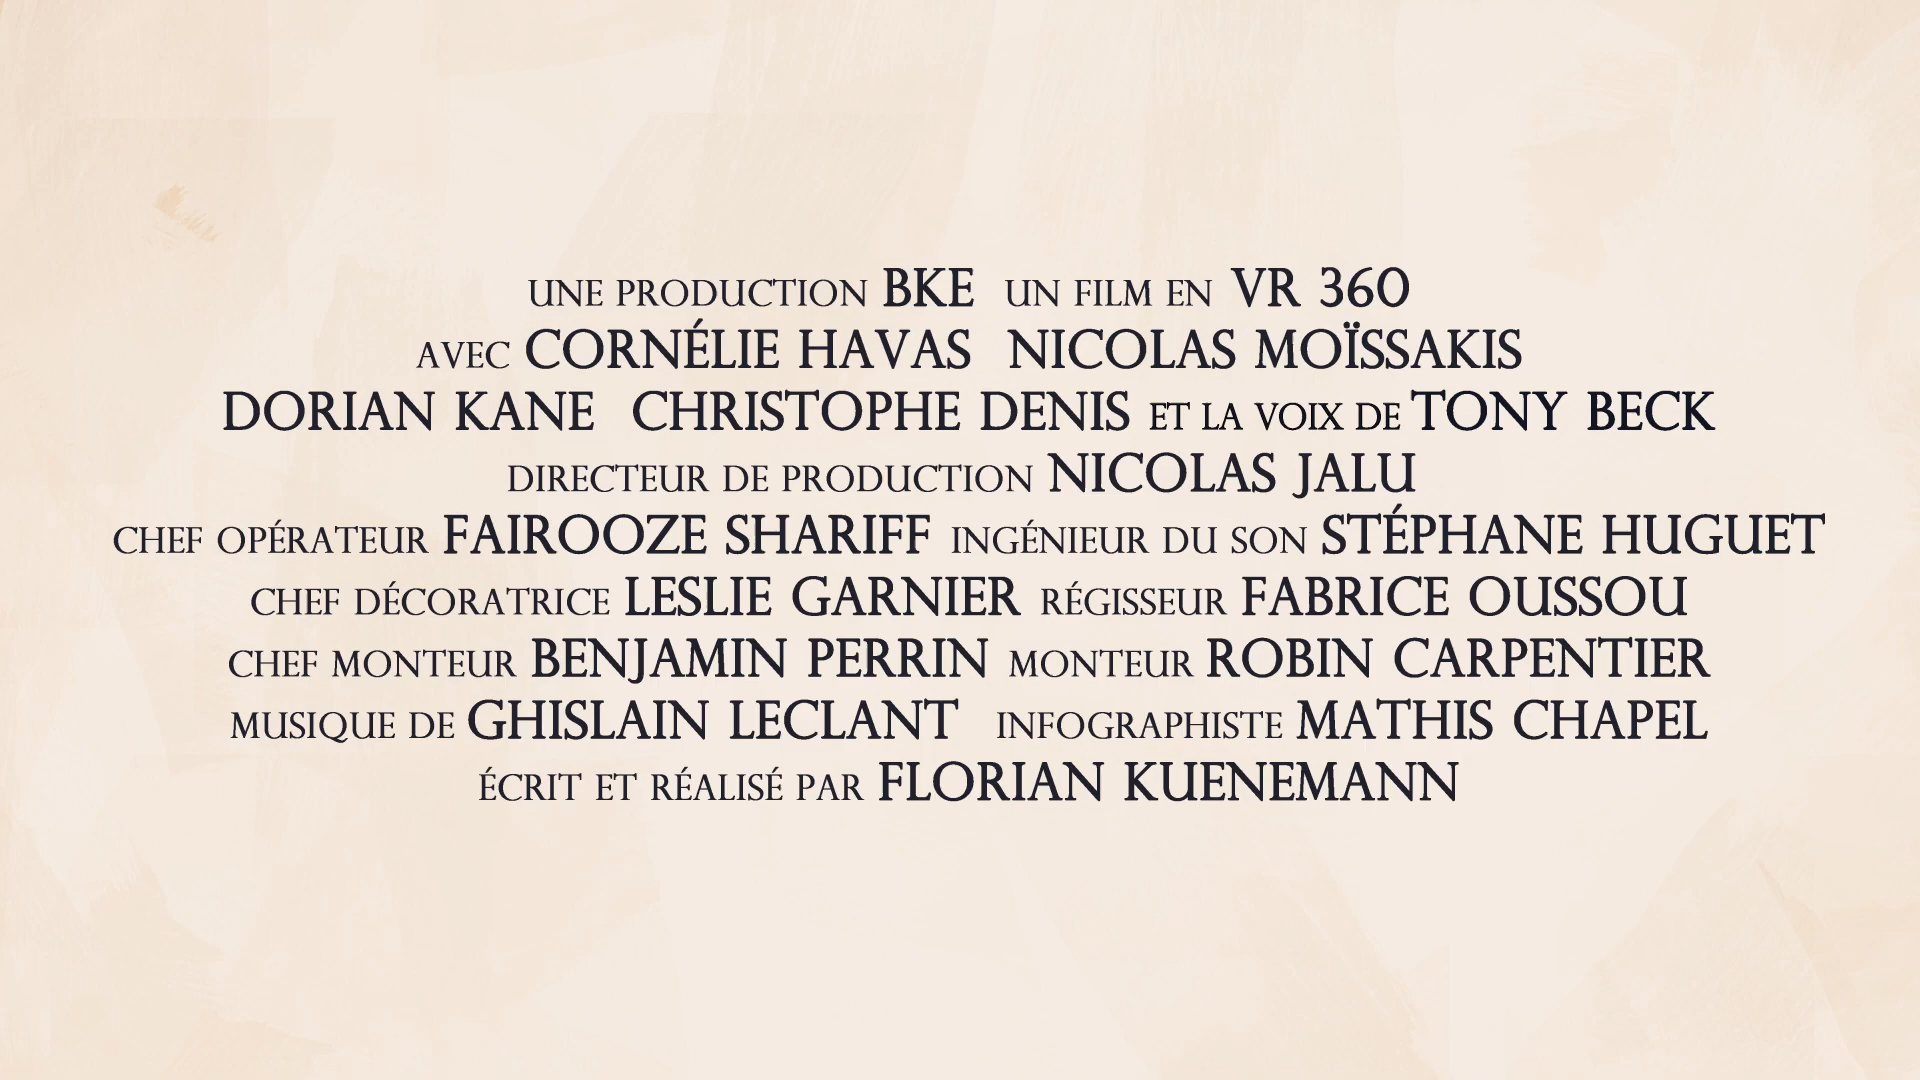 UNE PRODUCTION BKE UN FILM EN VR 360
AVEC CORNÉLIE HAVAS NICOLAS MOÏSSAKIS
DORIAN KANE CHRISTOPHE DENIS ET LA VOIX DE TONY BECK
DIRECTEUR DE PRODUCTION NICOLAS JALU
CHEF OPÉRATEUR FAIROOZE SHARIFF INGÉNIEUR DU SON STÉPHANE HUGUET
CHEF DÉCORATRICE LESLIE GARNIER RÉGISSEUR FABRICE OUSSOU
CHEF MONTEUR BENJAMIN PERRIN MONTEUR ROBIN CARPENTIER
MUSIQUE DE GHISLAIN LECLANT INFOGRAPHISTE MATHIS CHAPEL
ÉCRIT ET RÉALISÉ PAR FLORIAN KUENEMANN